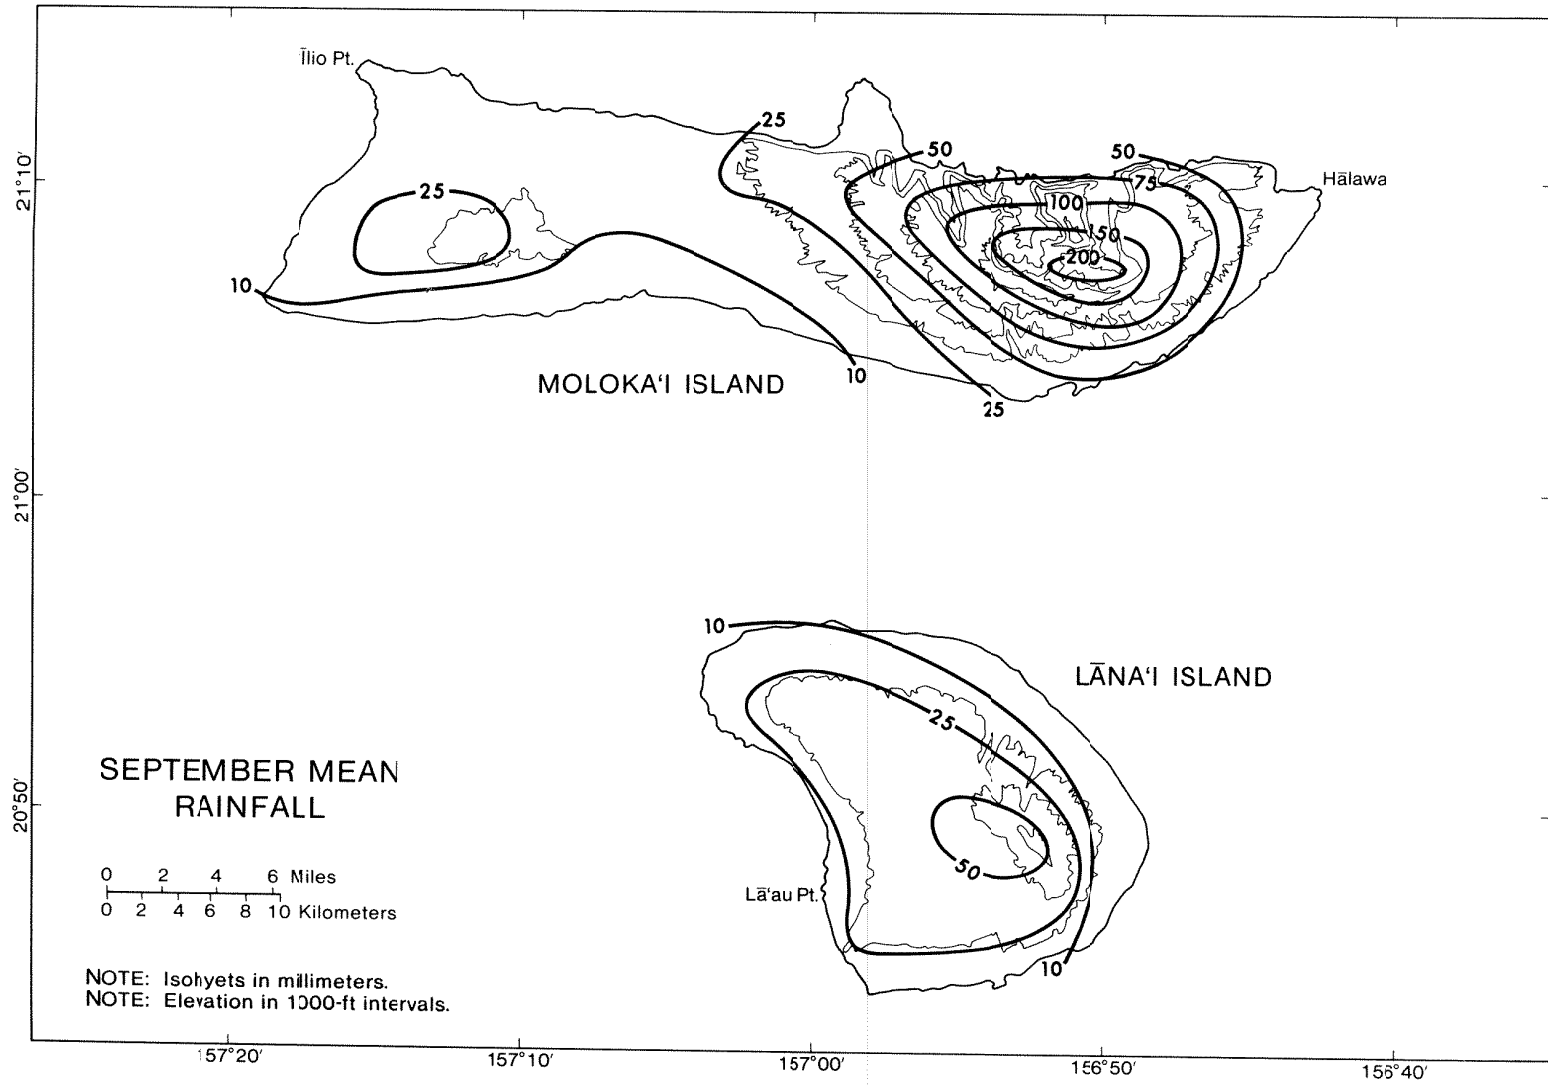 Īlio Pt.
25
50
50
21°10′
25
75
Hālawa
100
150
200
10
MOLOKA'I ISLAND
10
25
21°00′
10
LĀNA'I ISLAND
25
SEPTEMBER MEAN
RAINFALL
20°50′
50
0 2 4 6 Miles
0 2 4 6 8 10 Kilometers
Lā'au Pt.
10
NOTE: Isohyets in millimeters.
NOTE: Elevation in 1000-ft intervals.
157°20′
157°10′
157°00′
156°50′
156°40′